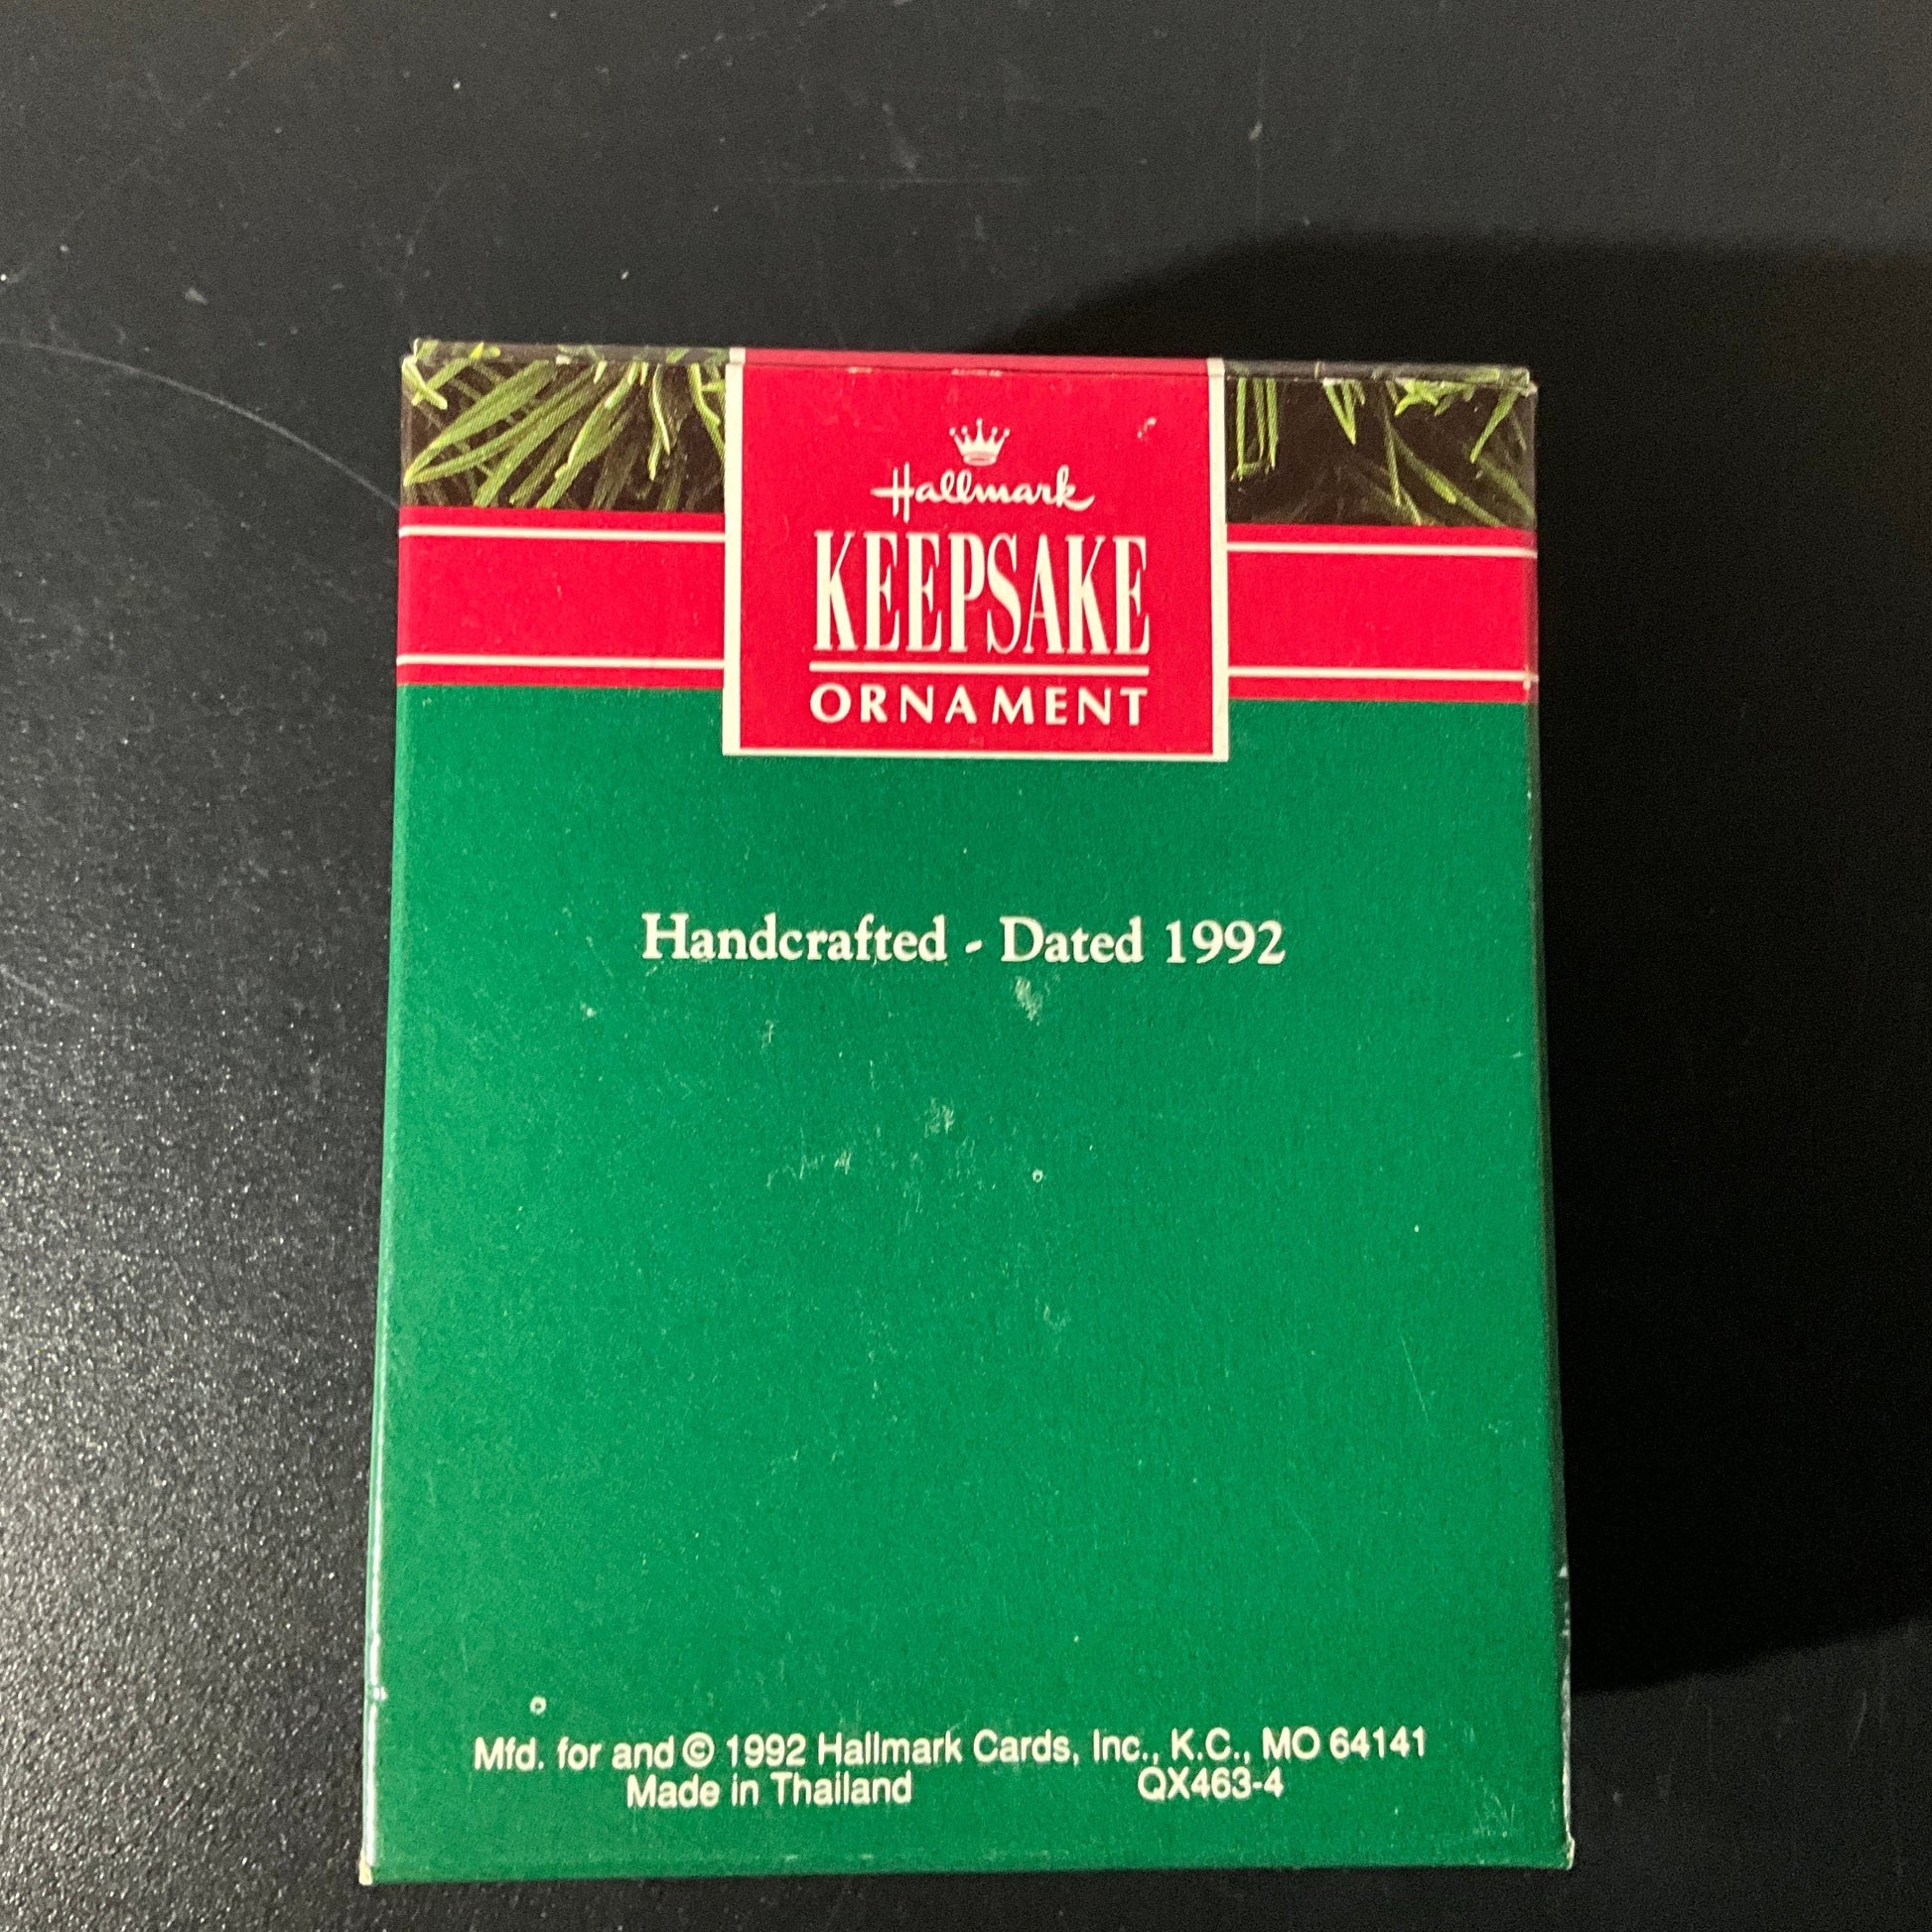 Hallmark
KEEPSAKE
ORNAMENT
Handcrafted - Dated 1992
Mfd. for and © 1992 Hallmark Cards, Inc., K.C., MO 64141
Made in Thailand QX463-4